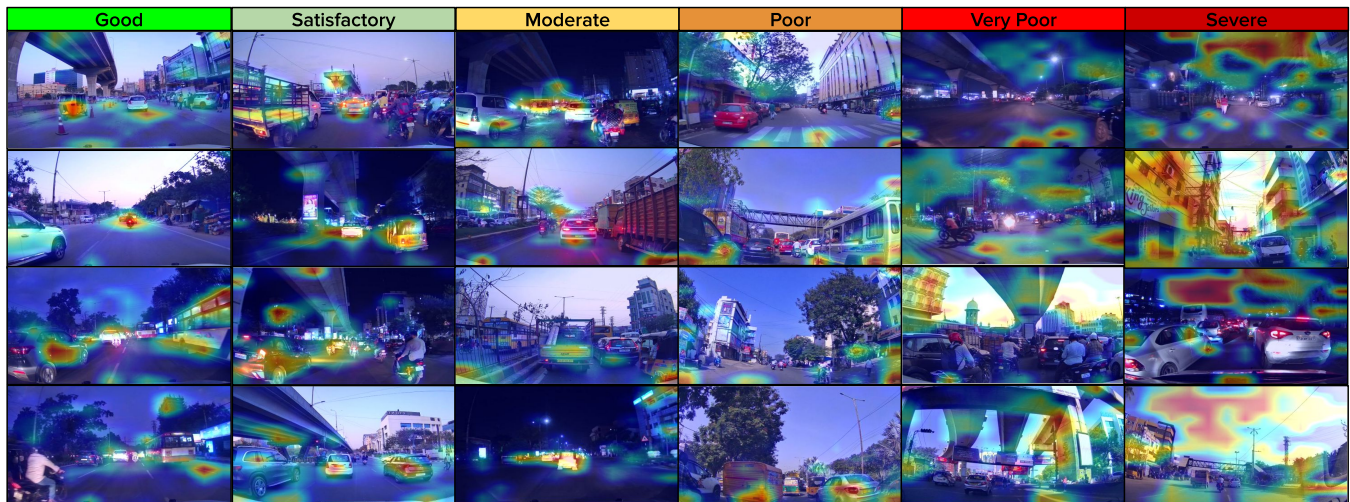 Good
Satisfactory
Moderate
Poor
Very Poor
Severe